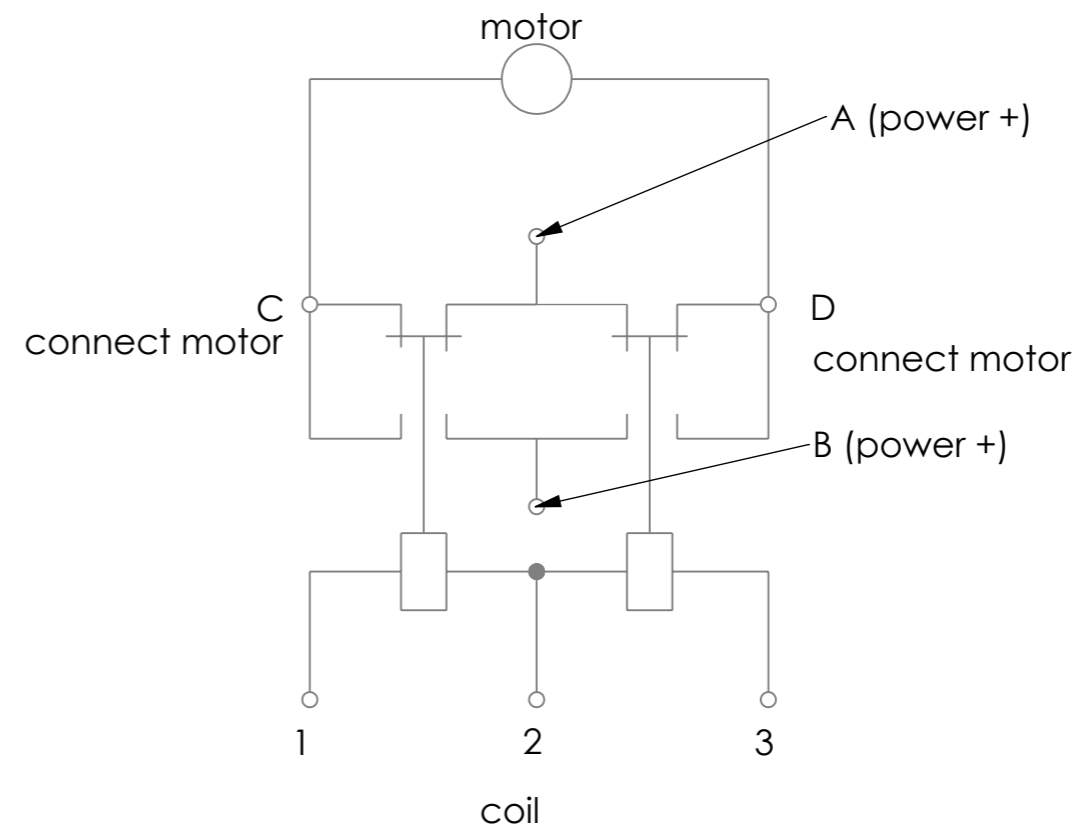 motor
A (power +)
C
connect motor
D
connect motor
B (power +)
1
2
3
coil